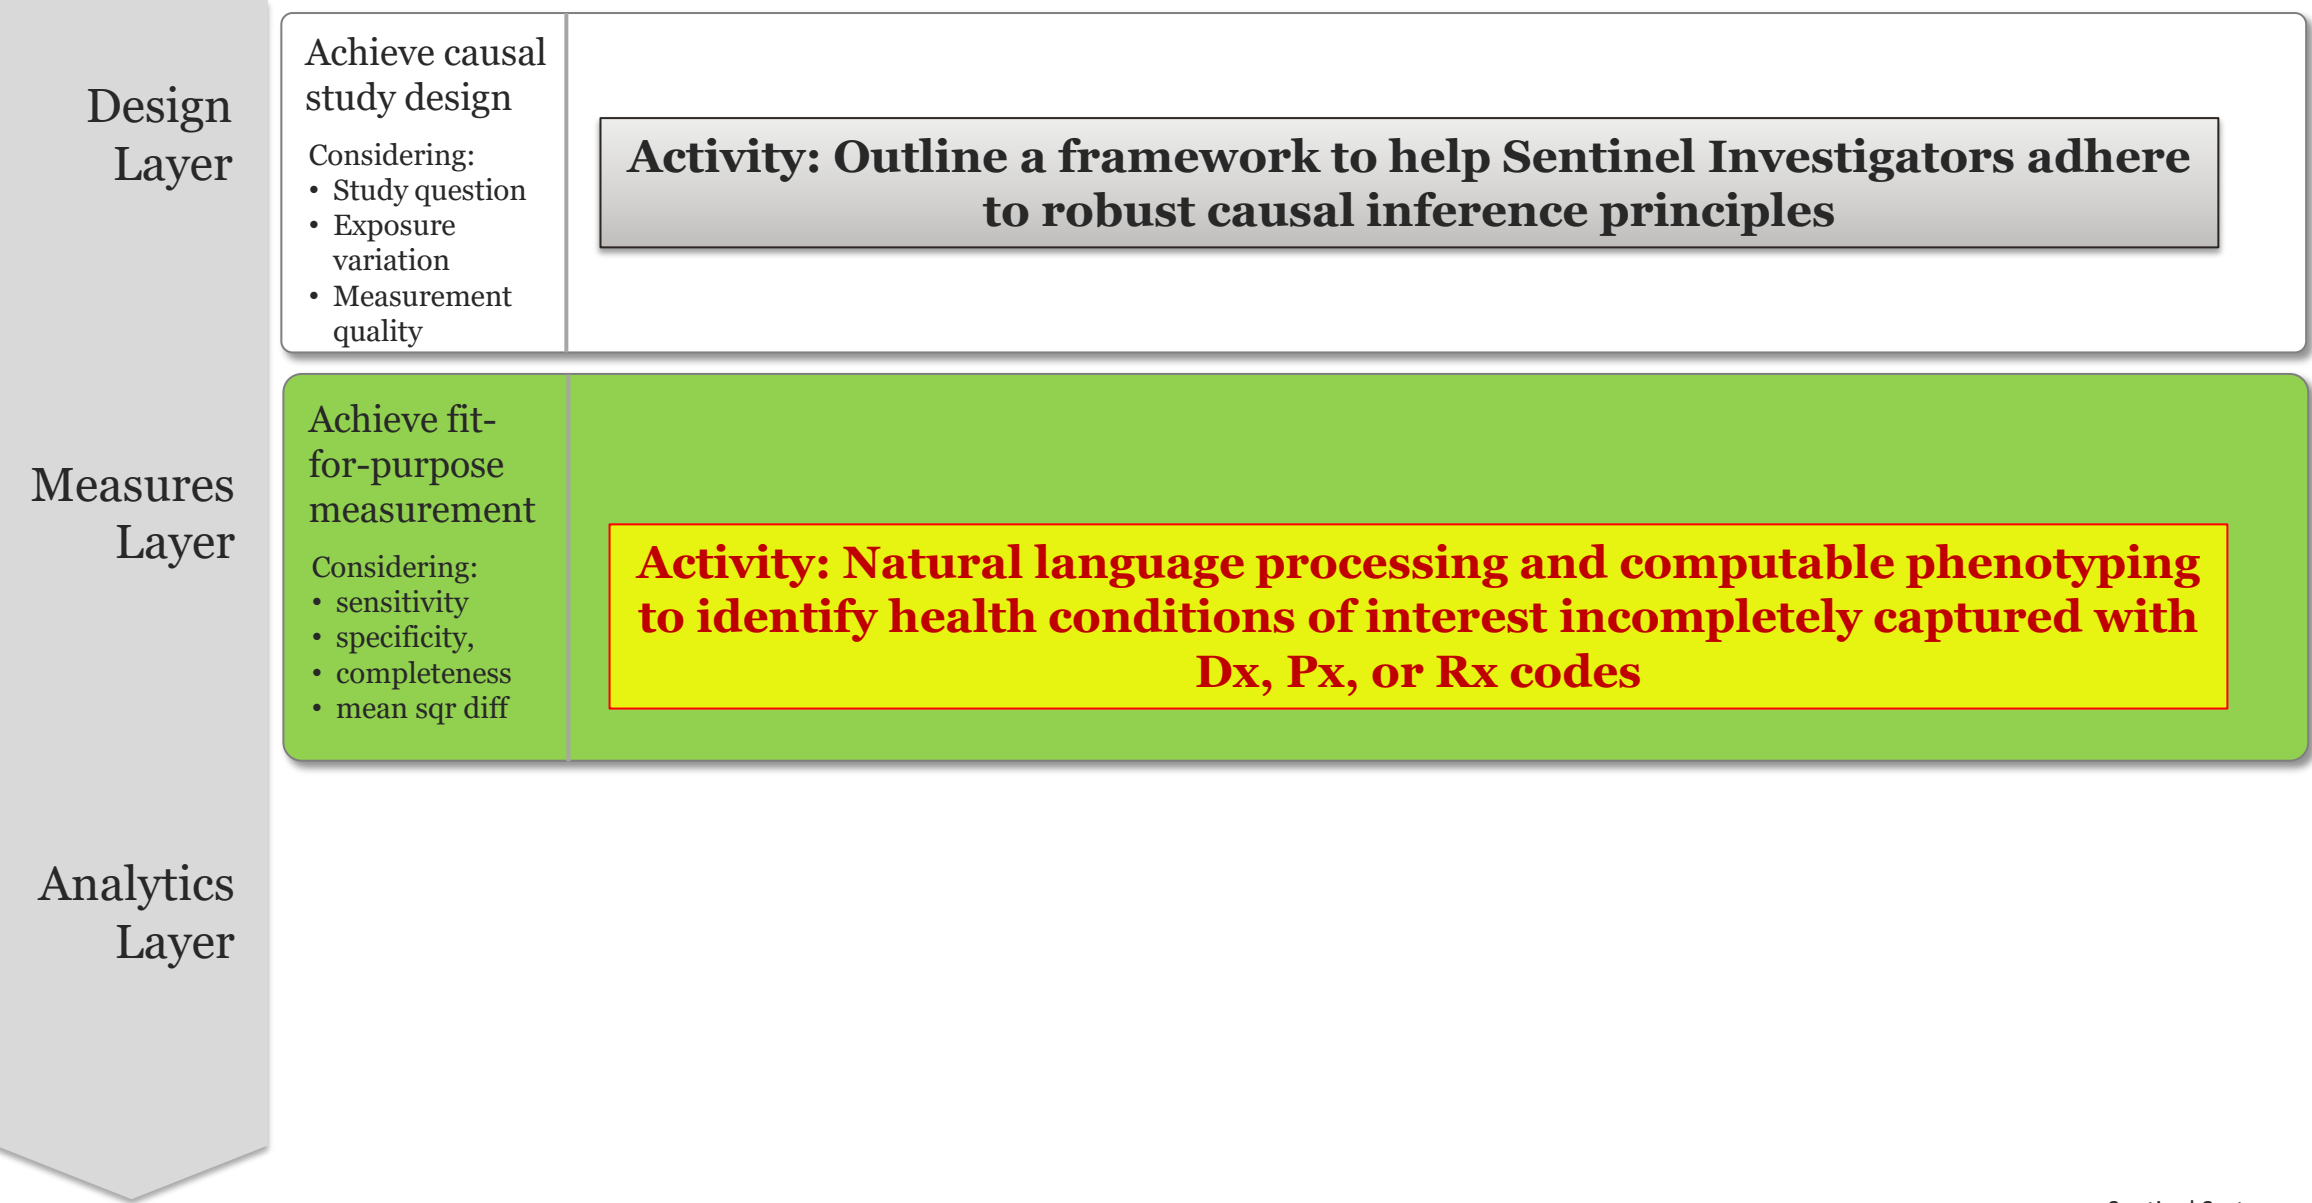 Design
Layer
Achieve causal
study design
Considering:
• Study question
• Exposure
variation
• Measurement
quality
Activity: Outline a framework to help Sentinel Investigators adhere
to robust causal inference principles
Measures
Layer
Achieve fit-
for-purpose
measurement
Considering:
• sensitivity
• specificity,
• completeness
• mean sqr diff
Activity: Natural language processing and computable phenotyping
to identify health conditions of interest incompletely captured with
Dx, Px, or Rx codes
Analytics
Layer